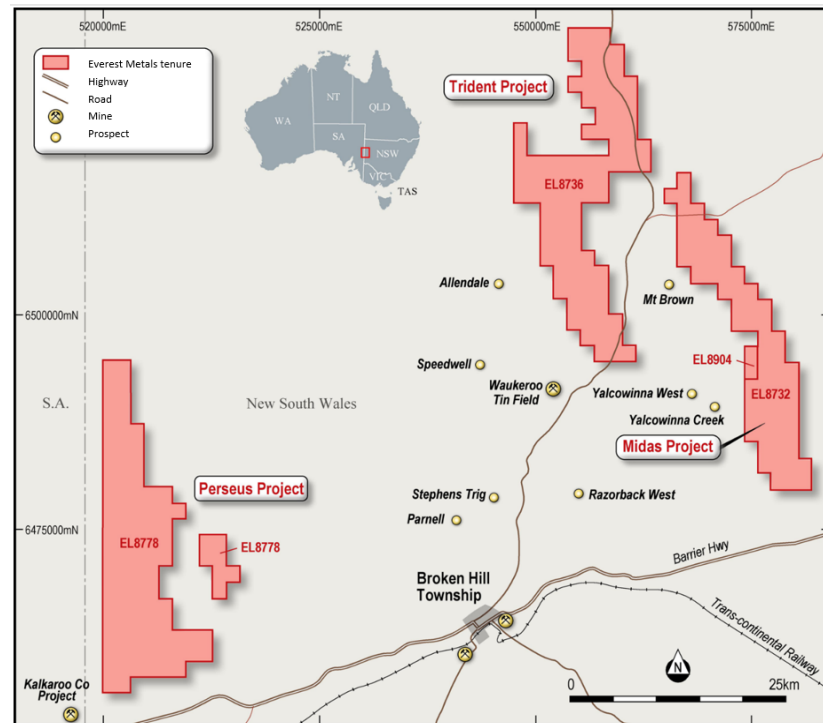 520000mE
525000mE
550000mE
575000mE
Everest Metals tenure
Highway
Road
Mine
Prospect
WA
NT
SA
QLD
NSW
VIC
TAS
Trident Project
EL8736
Allendale
Mt Brown
6500000mN
Speedwell
EL8904
Waukeroo
Tin Field
Yalcowinna West
EL8732
S.A.
New South Wales
Yalcowinna Creek
Midas Project
Perseus Project
Stephens Trig
Razorback West
Parnell
6475000mN
EL8778
EL8778
Barrier Hwy
Broken Hill
Township
Trans-continental Railway
N
Kalkaroo Co
Project
0
25km